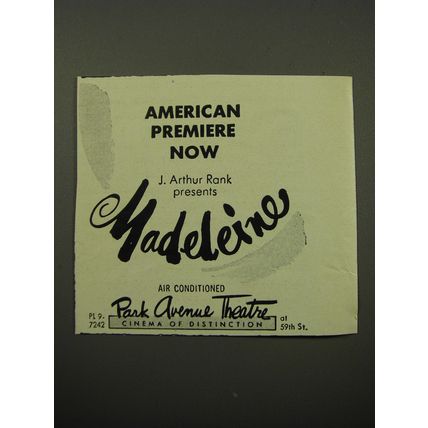 AMERICAN
PREMIERE
NOW
J. Arthur Rank
presents
Madeleine
AIR CONDITIONED
PL 9-
7242
Park Avenue Theatre
CINEMA OF DISTINCTION
at
59th St.